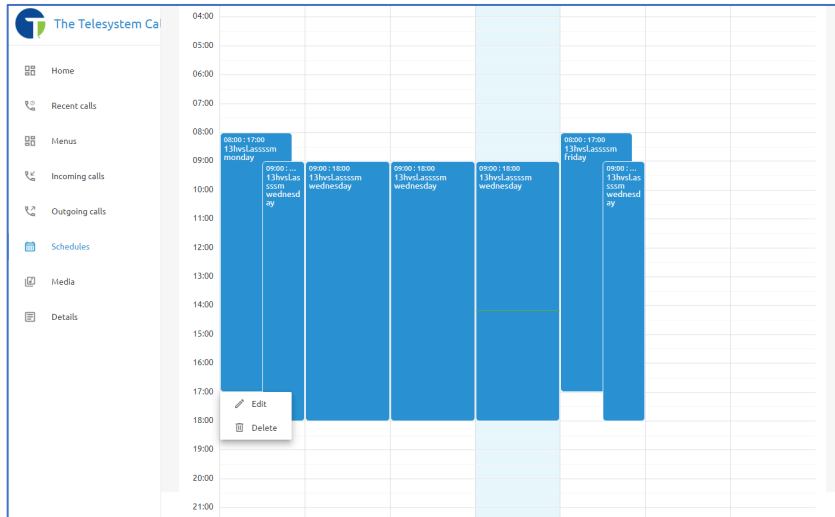 The Telesystem Cal
Home
Recent calls
Menus
Incoming calls
Outgoing calls
Schedules
Media
Details
04:00
05:00
06:00
07:00
08:00
09:00
10:00
11:00
12:00
13:00
14:00
15:00
16:00
17:00
18:00
19:00
20:00
21:00
08:00 : 17:00
13hvsLassssm
monday
09:00 : ...
13hvsLas
sssm
wednesd
ay
09:00 : 18:00
13hvsLassssm
wednesday
09:00 : 18:00
13hvsLassssm
wednesday
09:00 : 18:00
13hvsLassssm
wednesday
08:00 : 17:00
13hvsLassssm
friday
09:00 : ...
13hvsLas
sssm
wednesd
ay
Edit
Delete